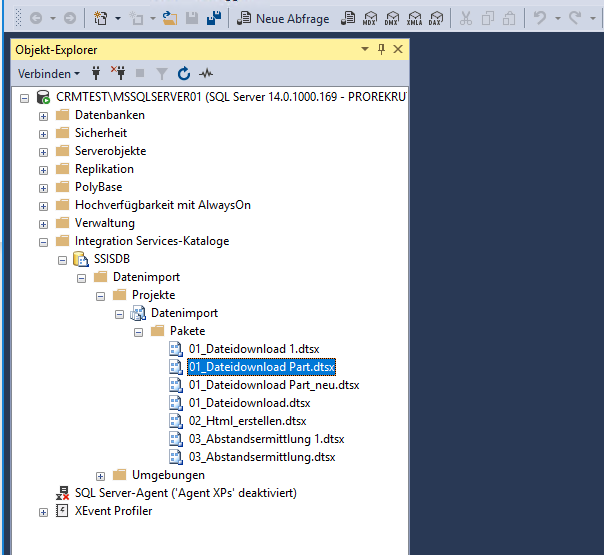 Neue Abfrage MDX DMX XMLA DAX
Objekt-Explorer
Verbinden
CRMTEST\MSSQLSERVER01 (SQL Server 14.0.1000.169 - PROREKRU
Datenbanken
Sicherheit
Serverobjekte
Replikation
PolyBase
Hochverfügbarkeit mit AlwaysOn
Verwaltung
Integration Services-Kataloge
SSISDB
Datenimport
Projekte
Datenimport
Pakete
01_Dateidownload 1.dtsx
01_Dateidownload Part.dtsx
01_Dateidownload Part_neu.dtsx
01_Dateidownload.dtsx
02_Html_erstellen.dtsx
03_Abstandsermittlung 1.dtsx
03_Abstandsermittlung.dtsx
Umgebungen
SQL Server-Agent ('Agent XPs' deaktiviert)
XEvent Profiler